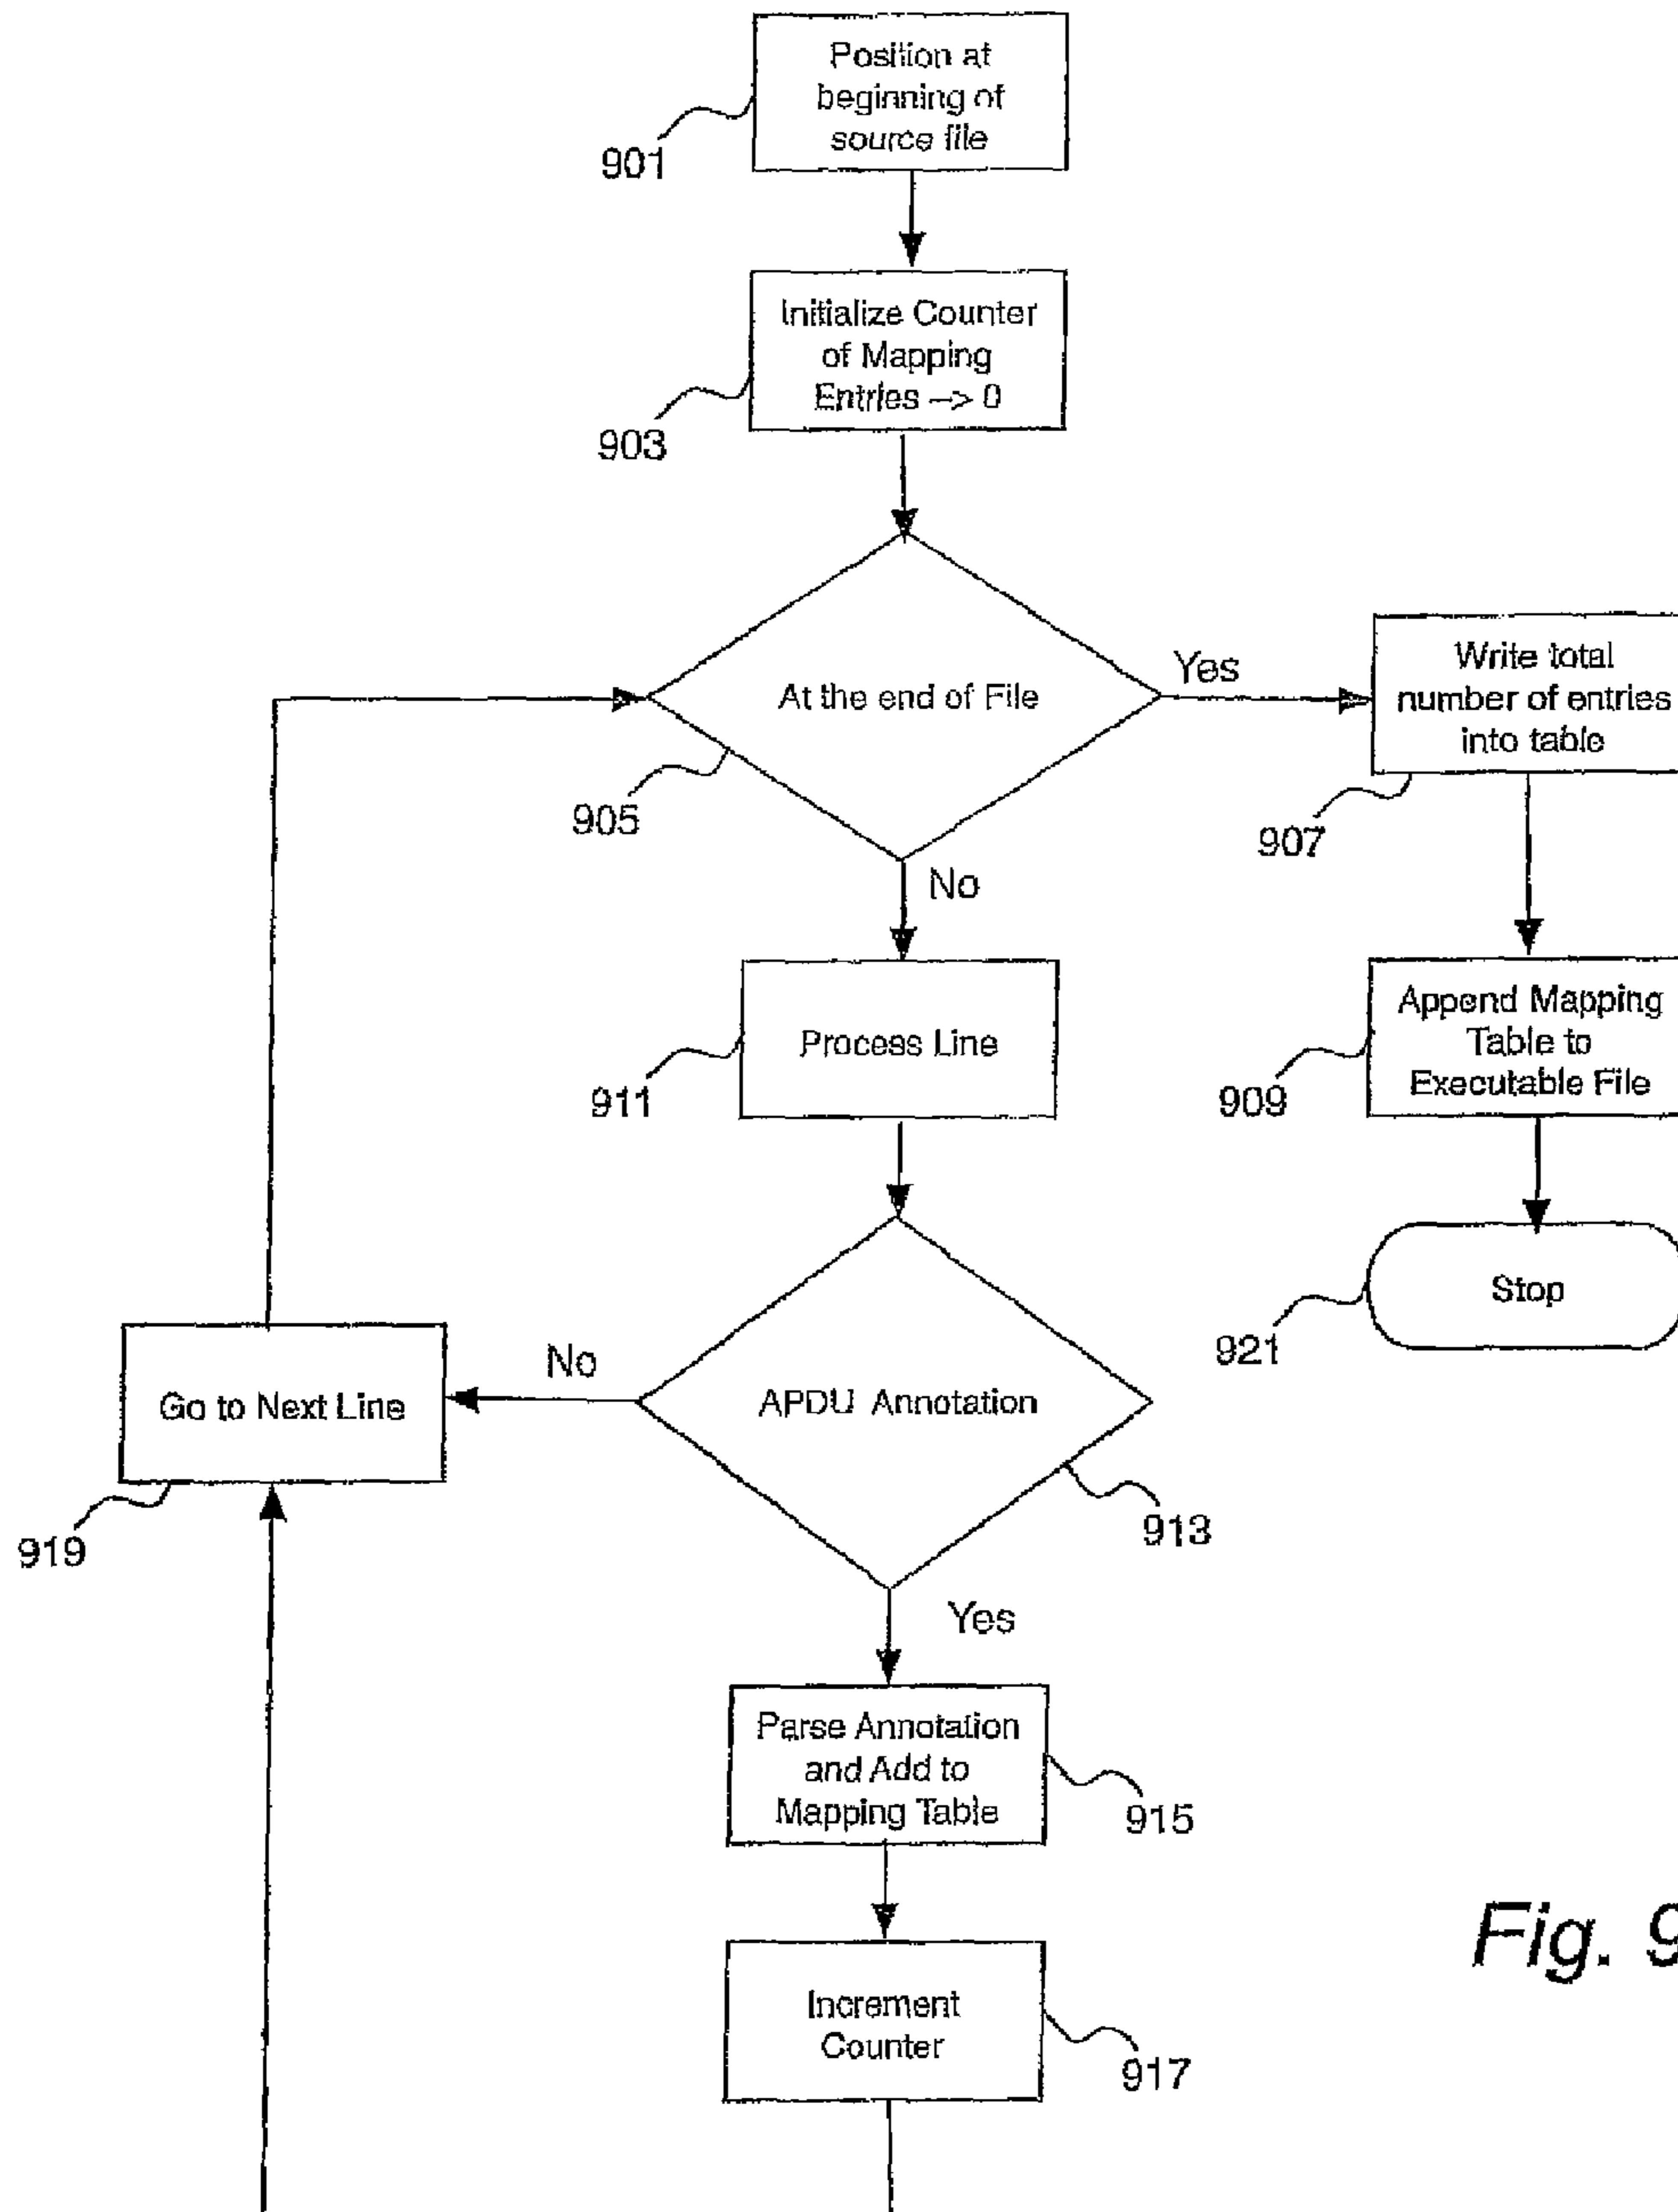 Position at
beginning of
source file
901
Initialize Counter
of Mapping
Entries --> 0
903
At the end of File
905
Yes
Write total
number of entries
into table
907
No
Process Line
911
Append Mapping
Table to
Executable File
909
Stop
921
APDU Annotation
913
No
Go to Next Line
919
Yes
Parse Annotation
and Add to
Mapping Table
915
Increment
Counter
917
Fig. 9